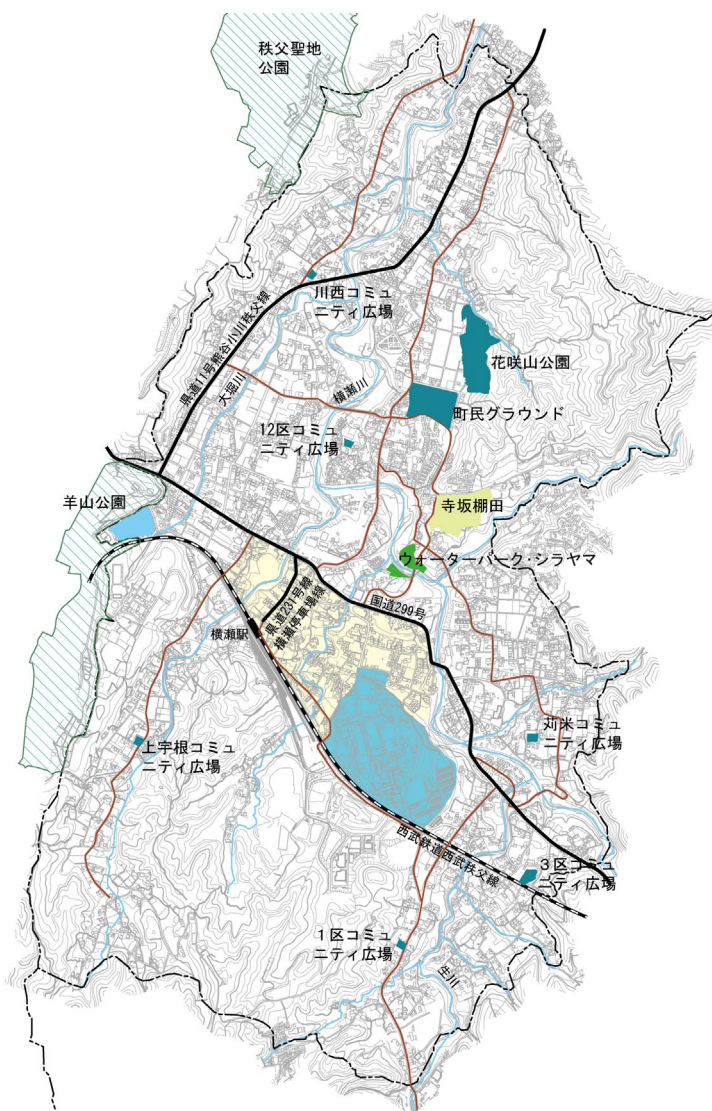 秩父聖地
公園
川西コミュ
ニティ広場
県道11号熊谷小川秩父線
大堀川
花咲山公園
横瀬川
町民グラウンド
12区コミュ
ニティ広場
羊山公園
寺坂棚田
ウォーターパーク・シラヤマ
国道299号
県道231号線
横瀬停車場線
横瀬駅
上宇根コミュ
ニティ広場
苅米コミュ
ニティ広場
西武鉄道西武秩父線
3区コミュ
ニティ広場
1区コミュ
ニティ広場
生川